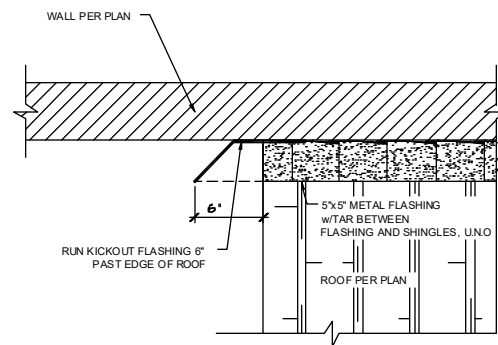 WALL PER PLAN
6"
5"x5" METAL FLASHING
w/TAR BETWEEN
FLASHING AND SHINGLES, U.N.O
RUN KICKOUT FLASHING 6"
PAST EDGE OF ROOF
ROOF PER PLAN